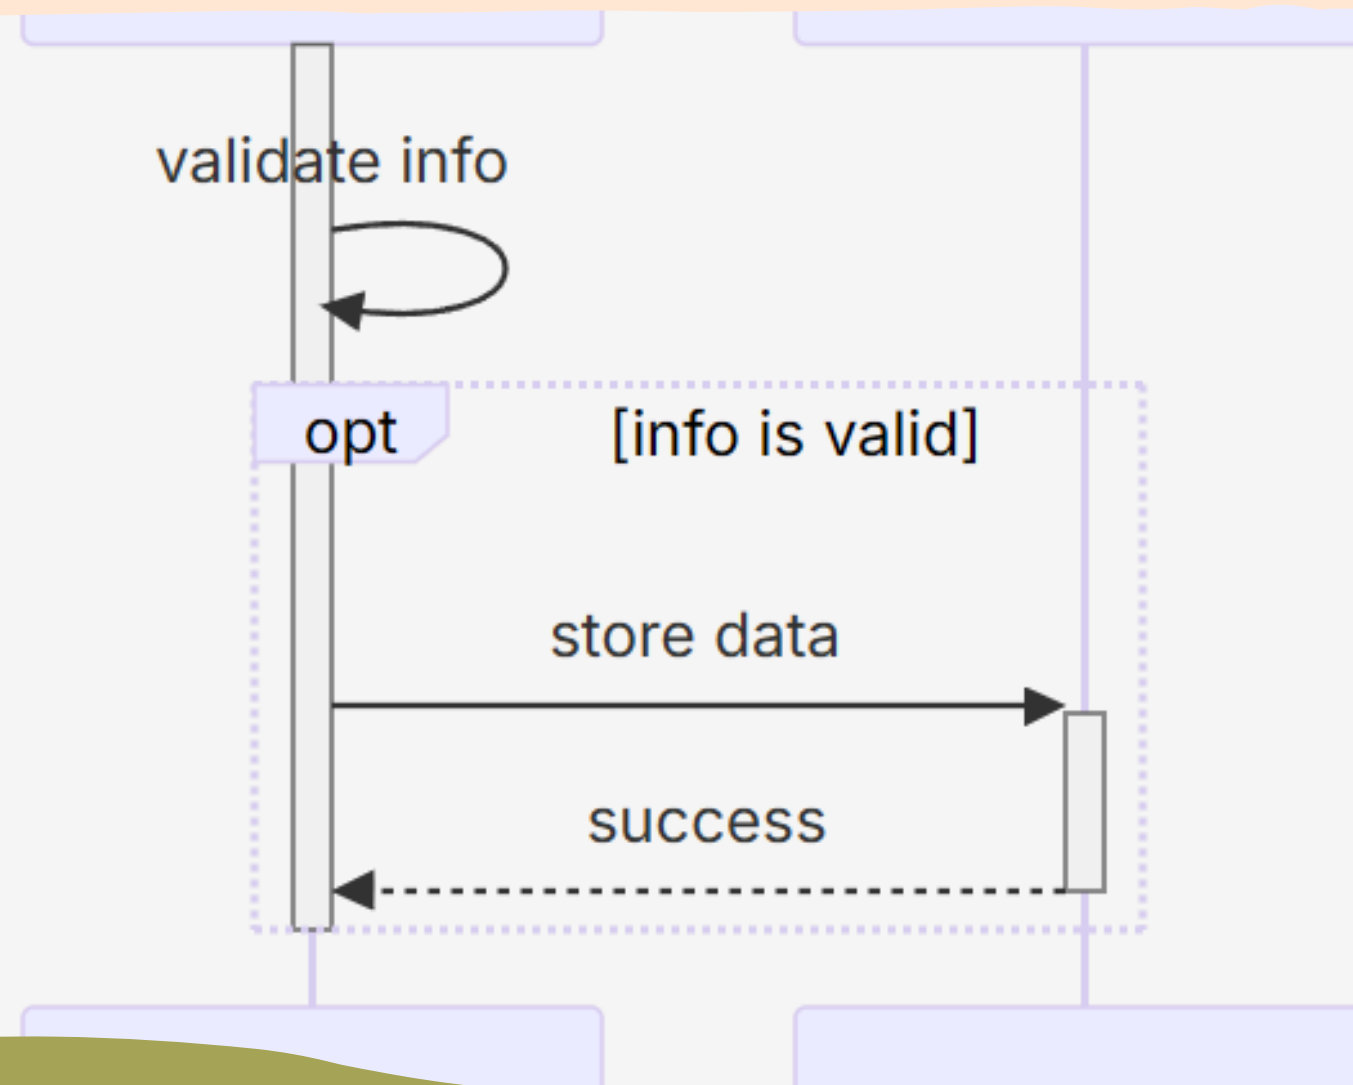 validate info
opt
[info is valid]
store data
success